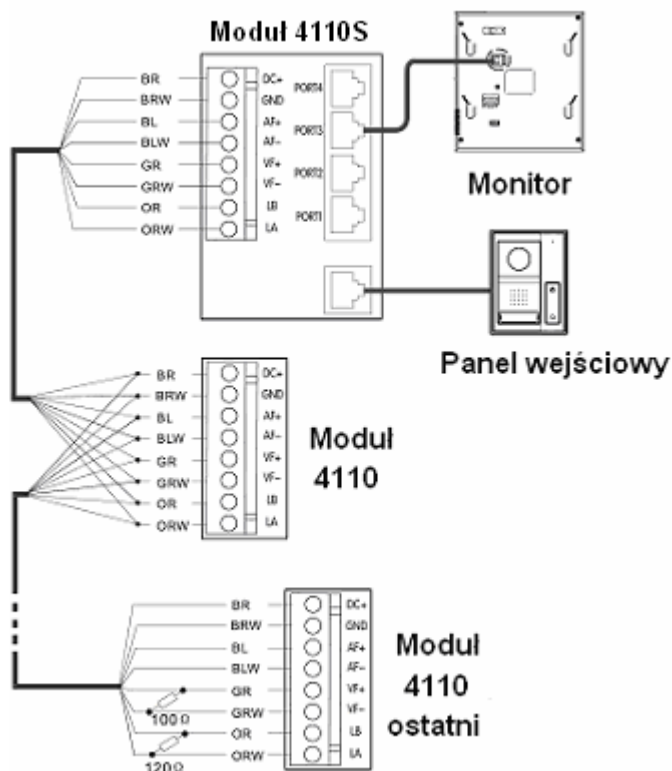 Moduł 4110S
BR DC+
BRW GND
BL AF+
BLW AF-
GR VF+
GRW VF-
OR LB
ORW LA
PORT4
PORT3
PORT2
PORT1
Monitor
Panel wejściowy
BR DC+
BRW GND
BL AF+
BLW AF-
GR VF+
GRW VF-
OR LB
ORW LA
Moduł
4110
BR DC+
BRW GND
BL AF+
BLW AF-
GR VF+
GRW VF-
OR LB
ORW LA
100 Ω
120 Ω
Moduł
4110
ostatni